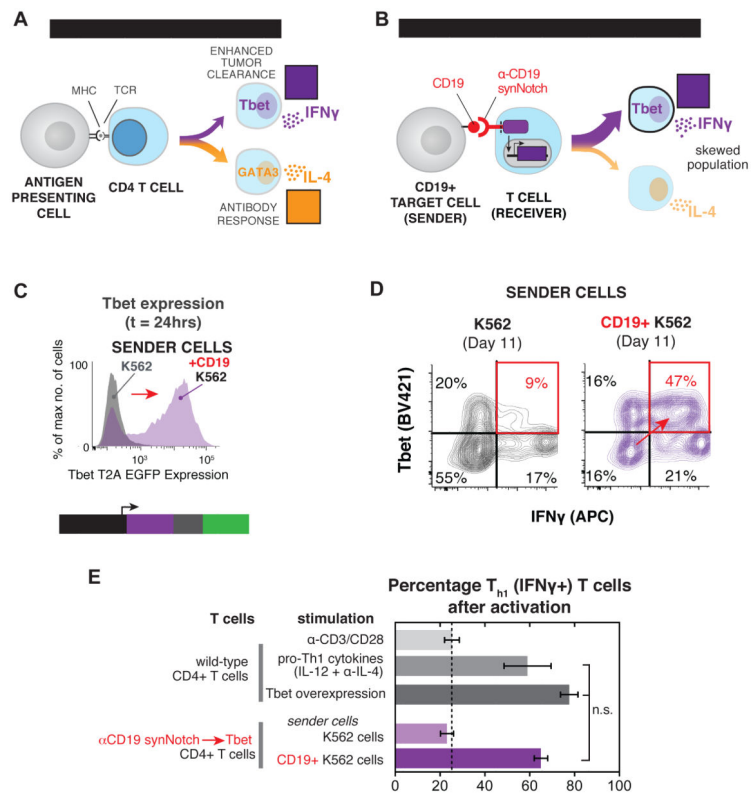 A
ENHANCED
TUMOR
CLEARANCE
MHC
TCR
Tbet
IFNγ
GATA3
IL-4
ANTIGEN
PRESENTING
CELL
CD4 T CELL
ANTIBODY
RESPONSE
B
CD19
α-CD19
synNotch
Tbet
IFNγ
skewed
population
CD19+
TARGET CELL
(SENDER)
T CELL
(RECEIVER)
IL-4
C
Tbet expression
(t = 24hrs)
SENDER CELLS
K562
+CD19
K562
% of max no. of cells
100
0
10³
10⁵
Tbet T2A EGFP Expression
D
SENDER CELLS
K562
(Day 11)
CD19+ K562
(Day 11)
Tbet (BV421)
20%
9%
55%
17%
16%
47%
16%
21%
IFNγ (APC)
E
Percentage Th1 (IFNγ+) T cells
after activation
T cells
stimulation
wild-type
CD4+ T cells
α-CD3/CD28
pro-Th1 cytokines
(IL-12 + α-IL-4)
Tbet overexpression
αCD19 synNotch→Tbet
CD4+ T cells
sender cells
K562 cells
CD19+ K562 cells
n.s.
0 20 40 60 80 100